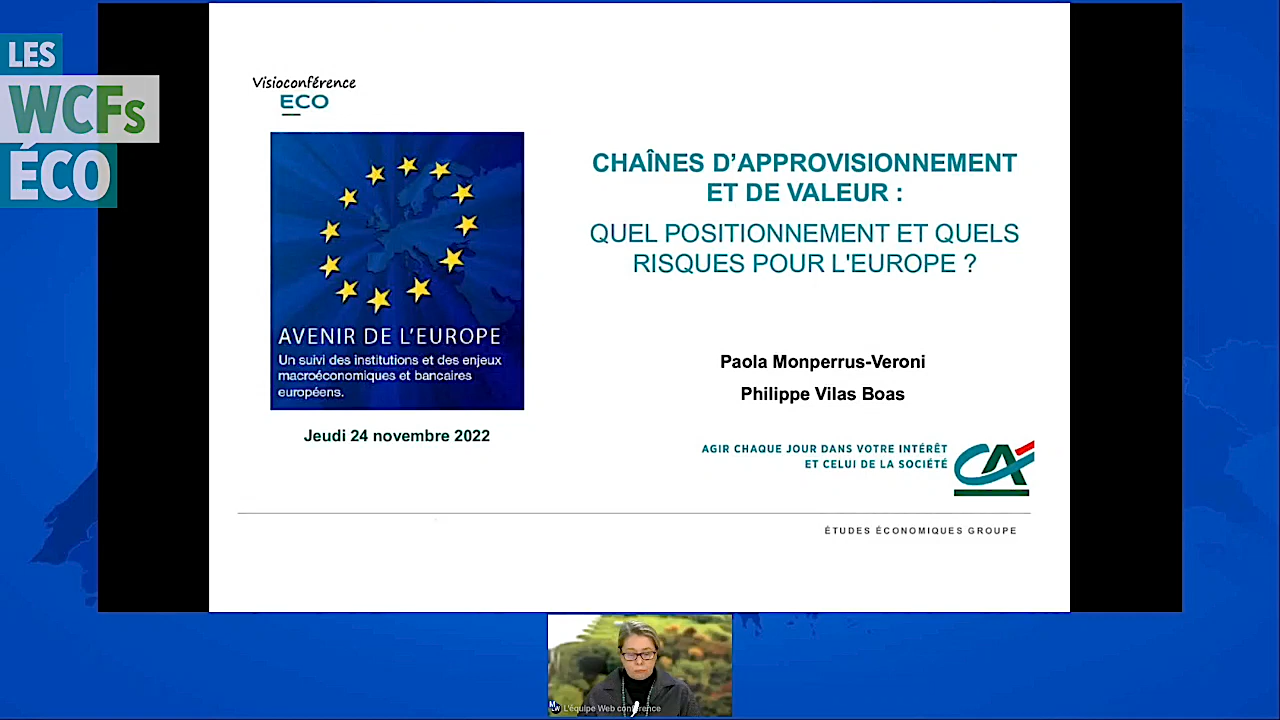 LES
WCFs
ÉCO
Visioconférence
ECO
AVENIR DE L'EUROPE
Un suivi des institutions et des enjeux
macroéconomiques et bancaires
européens.
Jeudi 24 novembre 2022
CHAÎNES D’APPROVISIONNEMENT
ET DE VALEUR :
QUEL POSITIONNEMENT ET QUELS
RISQUES POUR L'EUROPE ?
Paola Monperrus-Veroni
Philippe Vilas Boas
AGIR CHAQUE JOUR DANS VOTRE INTÉRÊT
ET CELUI DE LA SOCIÉTÉ
CA
ÉTUDES ÉCONOMIQUES GROUPE
L'équipe Web conférence